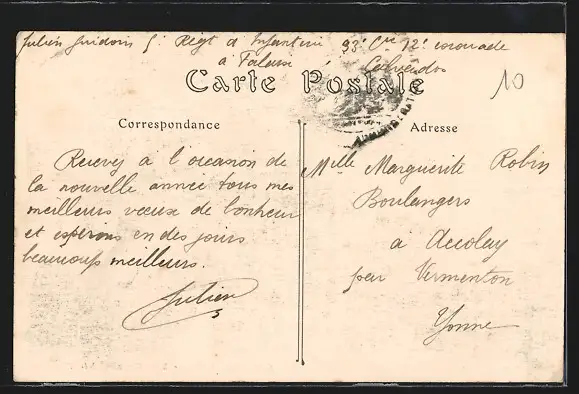 Julien Guidoni 5e Regt d Infanterie 33e Cie 12e escouade
à Falaise Calvados
10
Carte Postale
Correspondance
Adresse
Recevez à l'occasion de
la nouvelle année tous mes
meilleurs vœux de bonheur
et espérons en des jours
beaucoup meilleurs.
Julien
Melle Marguerite Robin
Boulangers
à Accolay
par Vermenton
Yonne